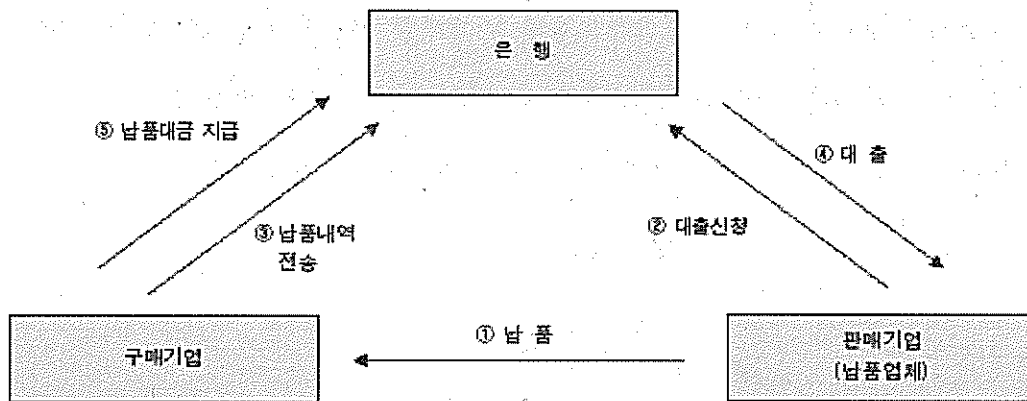 은 행
⑤ 납품대금 지급
④ 대 출
③ 납품내역
전송
② 대출신청
① 납 품
구매기업
판매기업
(납품업체)